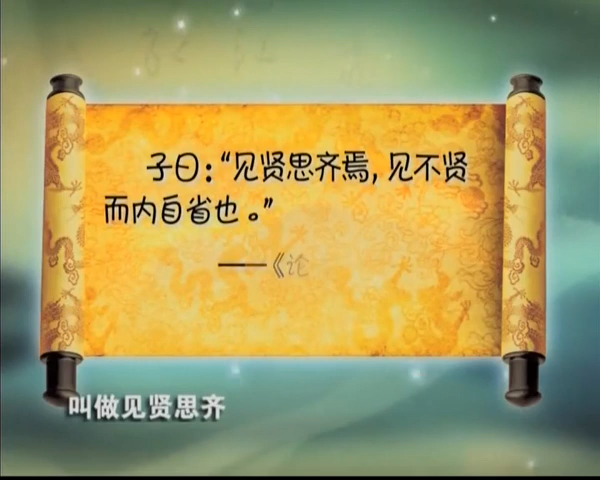 子曰：“见贤思齐焉，见不贤
而内自省也。”
——《论
叫做见贤思齐